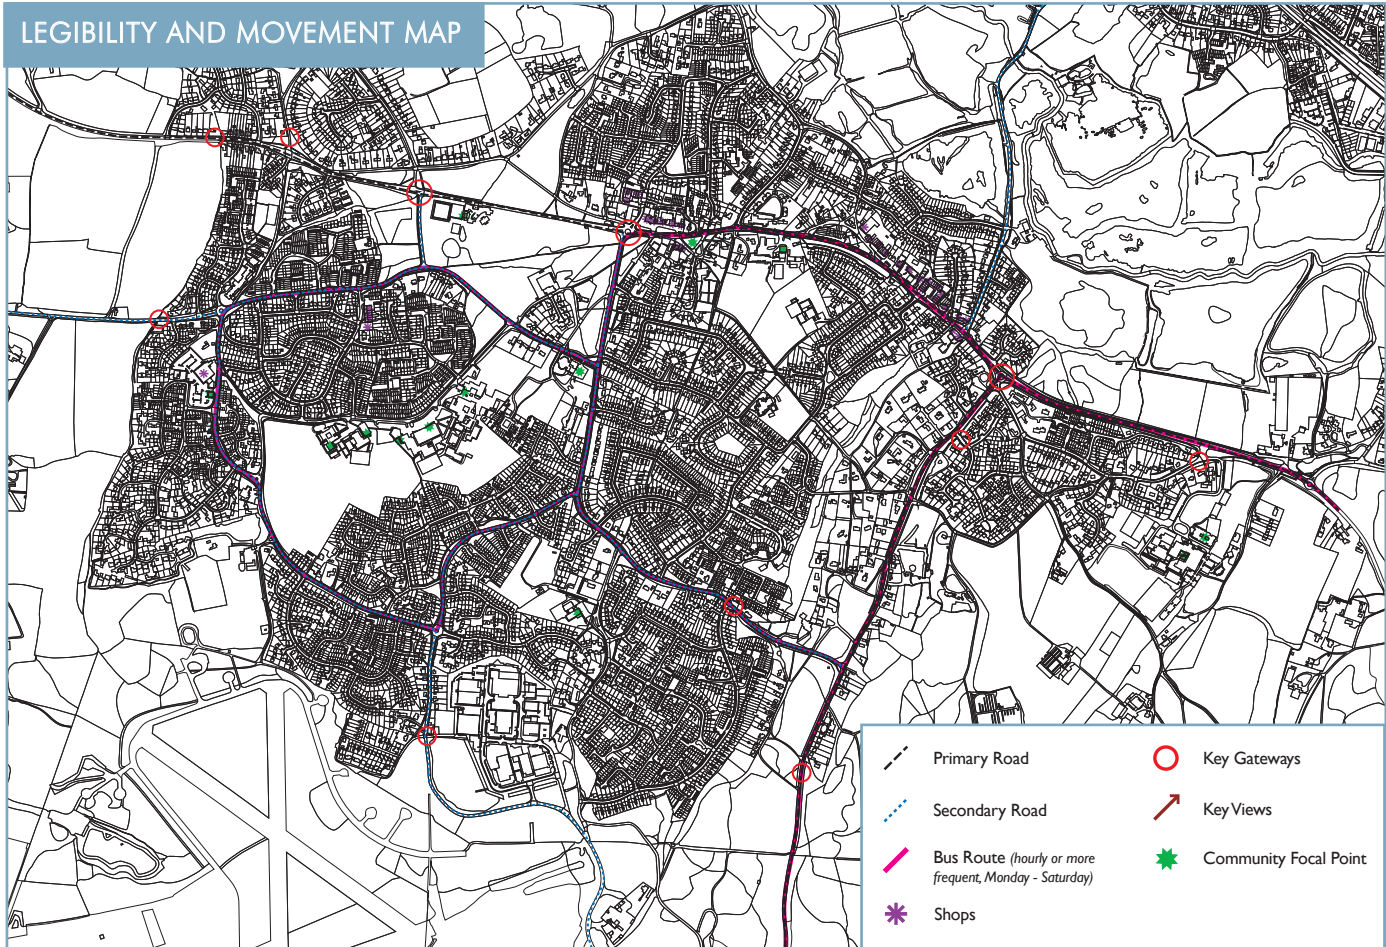 LEGIBILITY AND MOVEMENT MAP
Primary Road
Secondary Road
Bus Route (hourly or more
frequent, Monday - Saturday)
Shops
Key Gateways
Key Views
Community Focal Point